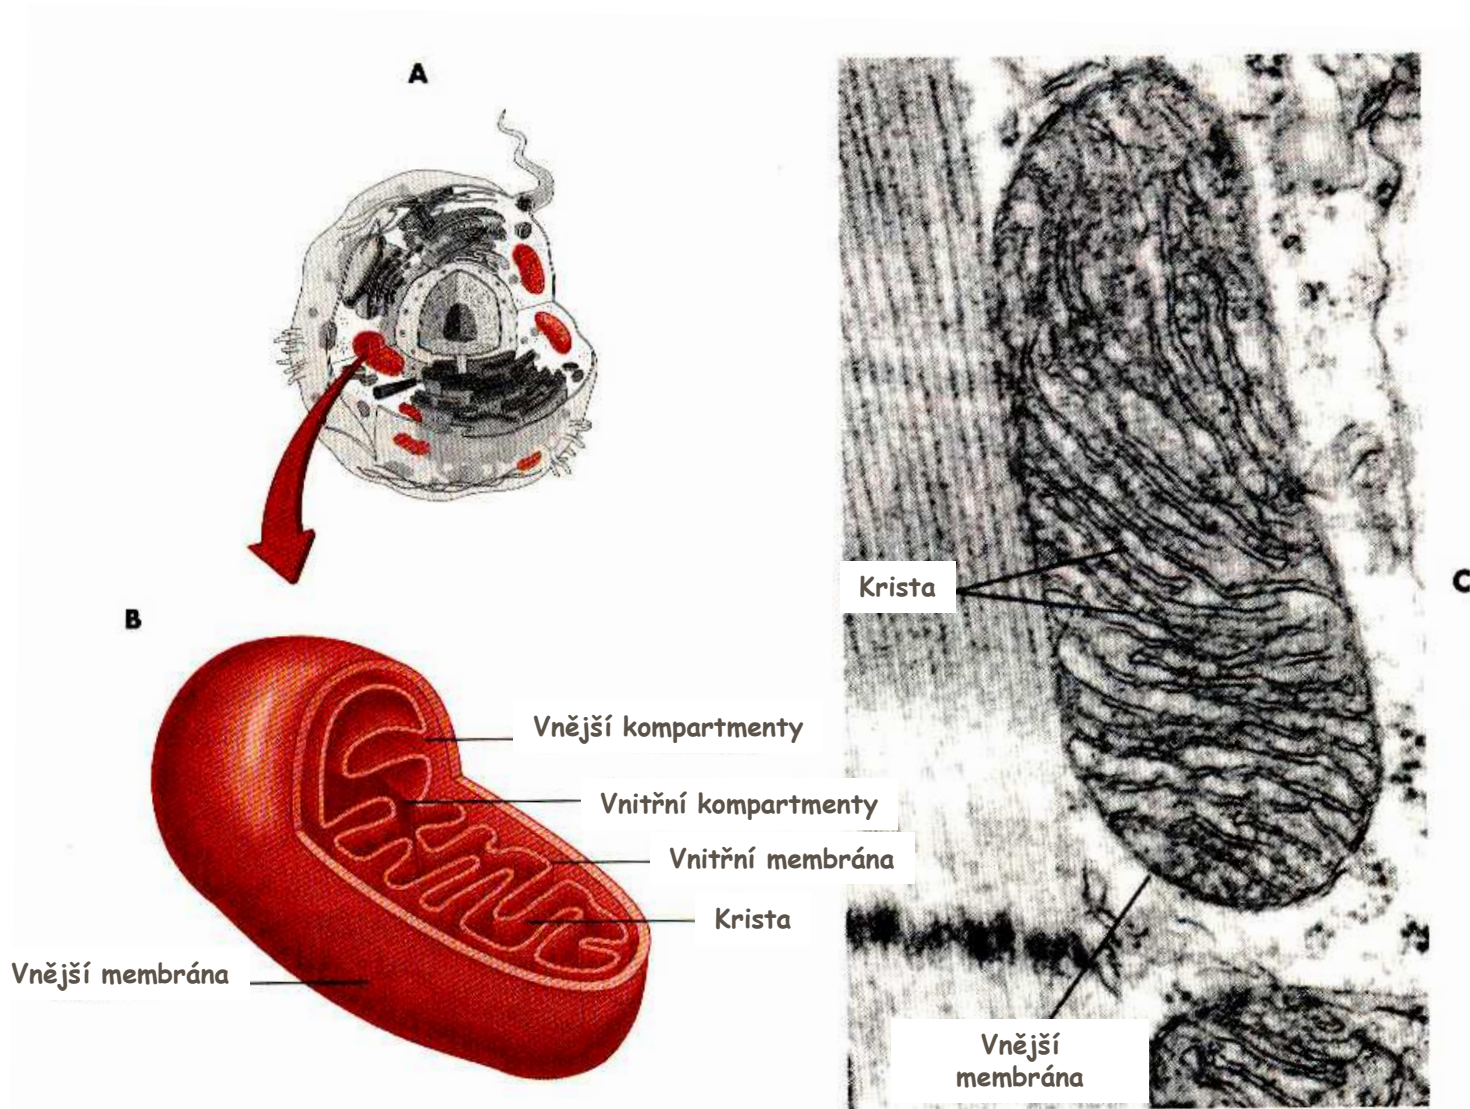 A
B
Vnější kompartmenty
Vnitřní kompartmenty
Vnitřní membrána
Krista
Vnější membrána
Krista
C
Vnější
membrána